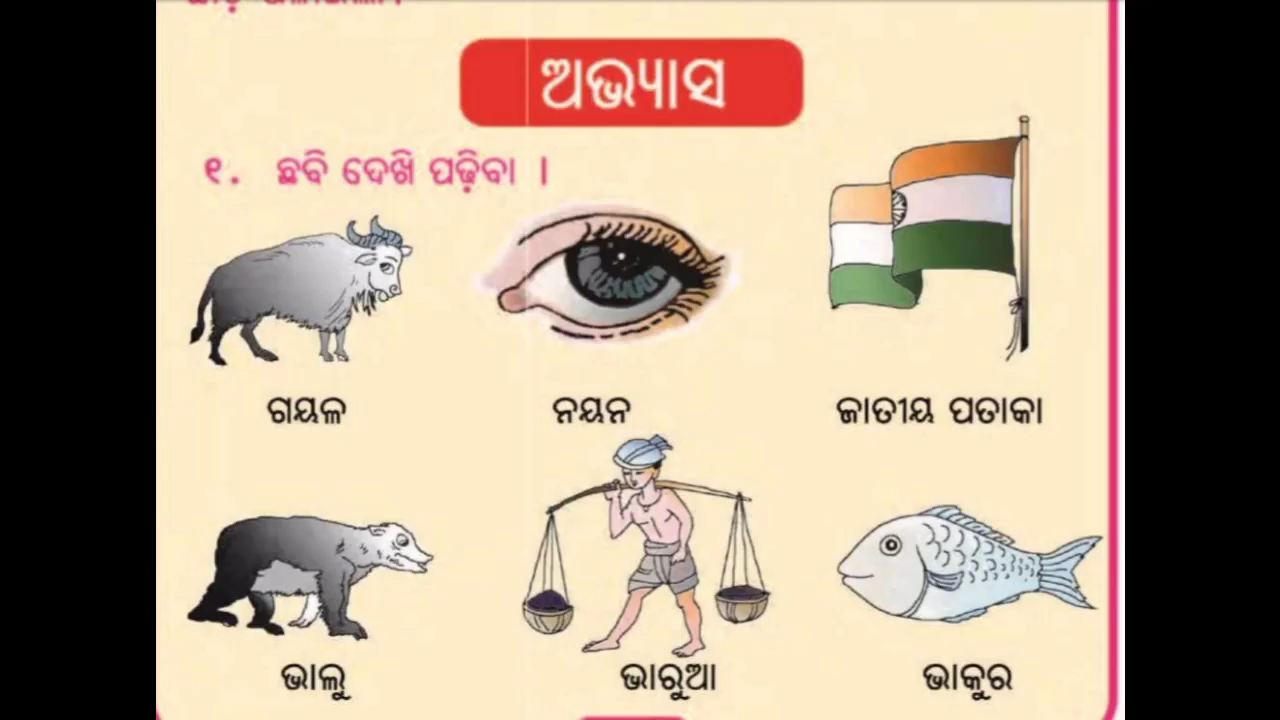 ଅଭ୍ୟାସ
୧. ଛବି ଦେଖି ପଢ଼ିବା ।
ଗୟଳ ନୟନ ଜାତୀୟ ପତାକା
ଭାଲୁ ଭାରୁଆ ଭାକୁର